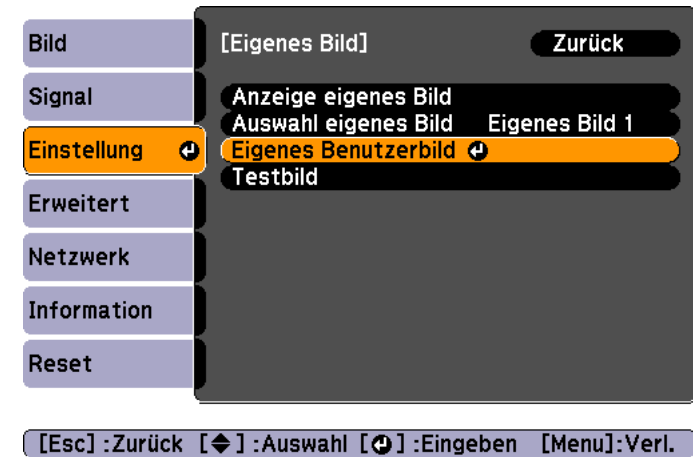 Bild
Signal
Einstellung
Erweitert
Netzwerk
Information
Reset
[Eigenes Bild] Zurück
Anzeige eigenes Bild
Auswahl eigenes Bild Eigenes Bild 1
Eigenes Benutzerbild
Testbild
[Esc] :Zurück [◆] :Auswahl [⏎] :Eingeben [Menu]:Verl.